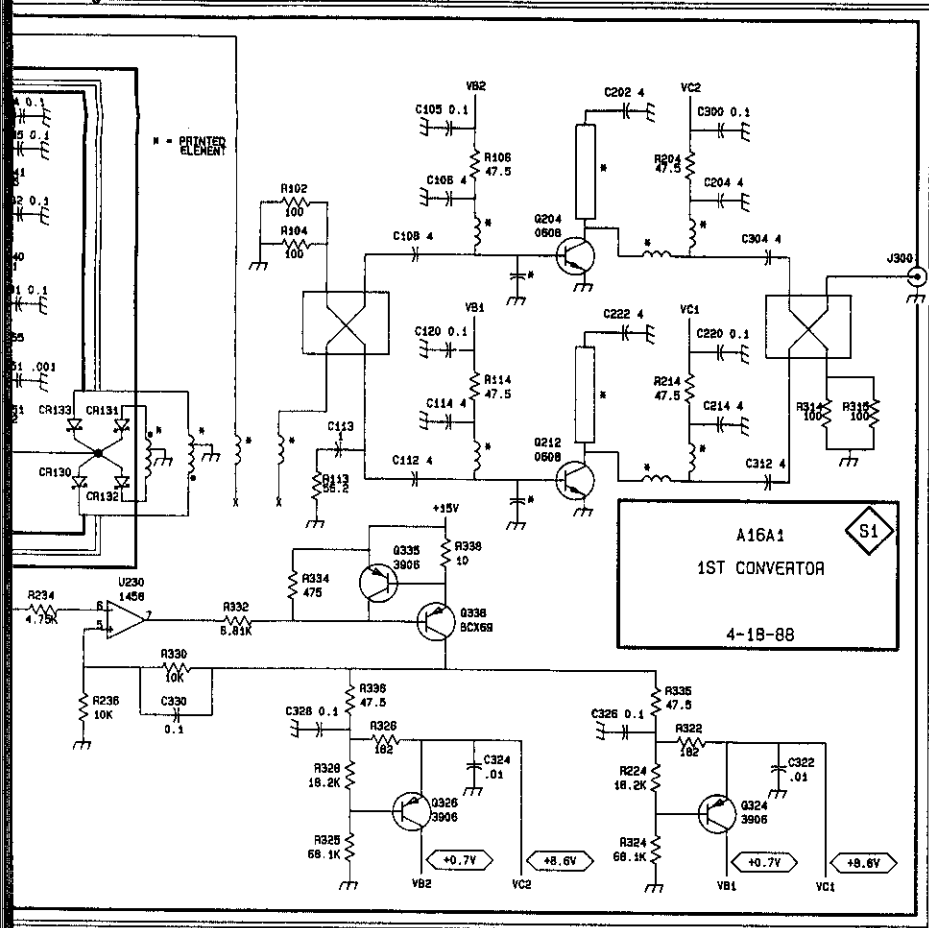 VB2
C202 4
VC2
C105 0.1
C300 0.1
* = PRINTED
ELEMENT
R106
47.5
*
R204
47.5
C106 4
C204 4
R102
100
*
Q204
0608
*
R104
100
C108 4
*
C304 4
*
J300
VB1
C222 4
VC1
C120 0.1
C220 0.1
R114
47.5
*
R214
47.5
C114 4
C214 4
R314
100
R315
100
CR133
CR131
*
*
*
*
C113
1
*
Q212
0608
*
CR130
CR132
R113
56.2
C112 4
*
C312 4
*
X
X
+15V
Q335
3906
R338
10
A16A1
S1
1ST CONVERTOR
4-18-88
R334
475
U230
1458
R234
4.75K
6
7
5
R332
6.81K
Q336
BCX69
R330
10K
R236
10K
C330
0.1
R336
47.5
R335
47.5
C328 0.1
R326
182
C326 0.1
R322
182
C324
.01
C322
.01
18.2K
R224
18.2K
Q326
3906
Q324
3906
R325
68.1K
R324
68.1K
+0.7V
+8.6V
+0.7V
+8.6V
VB2
VC2
VB1
VC1